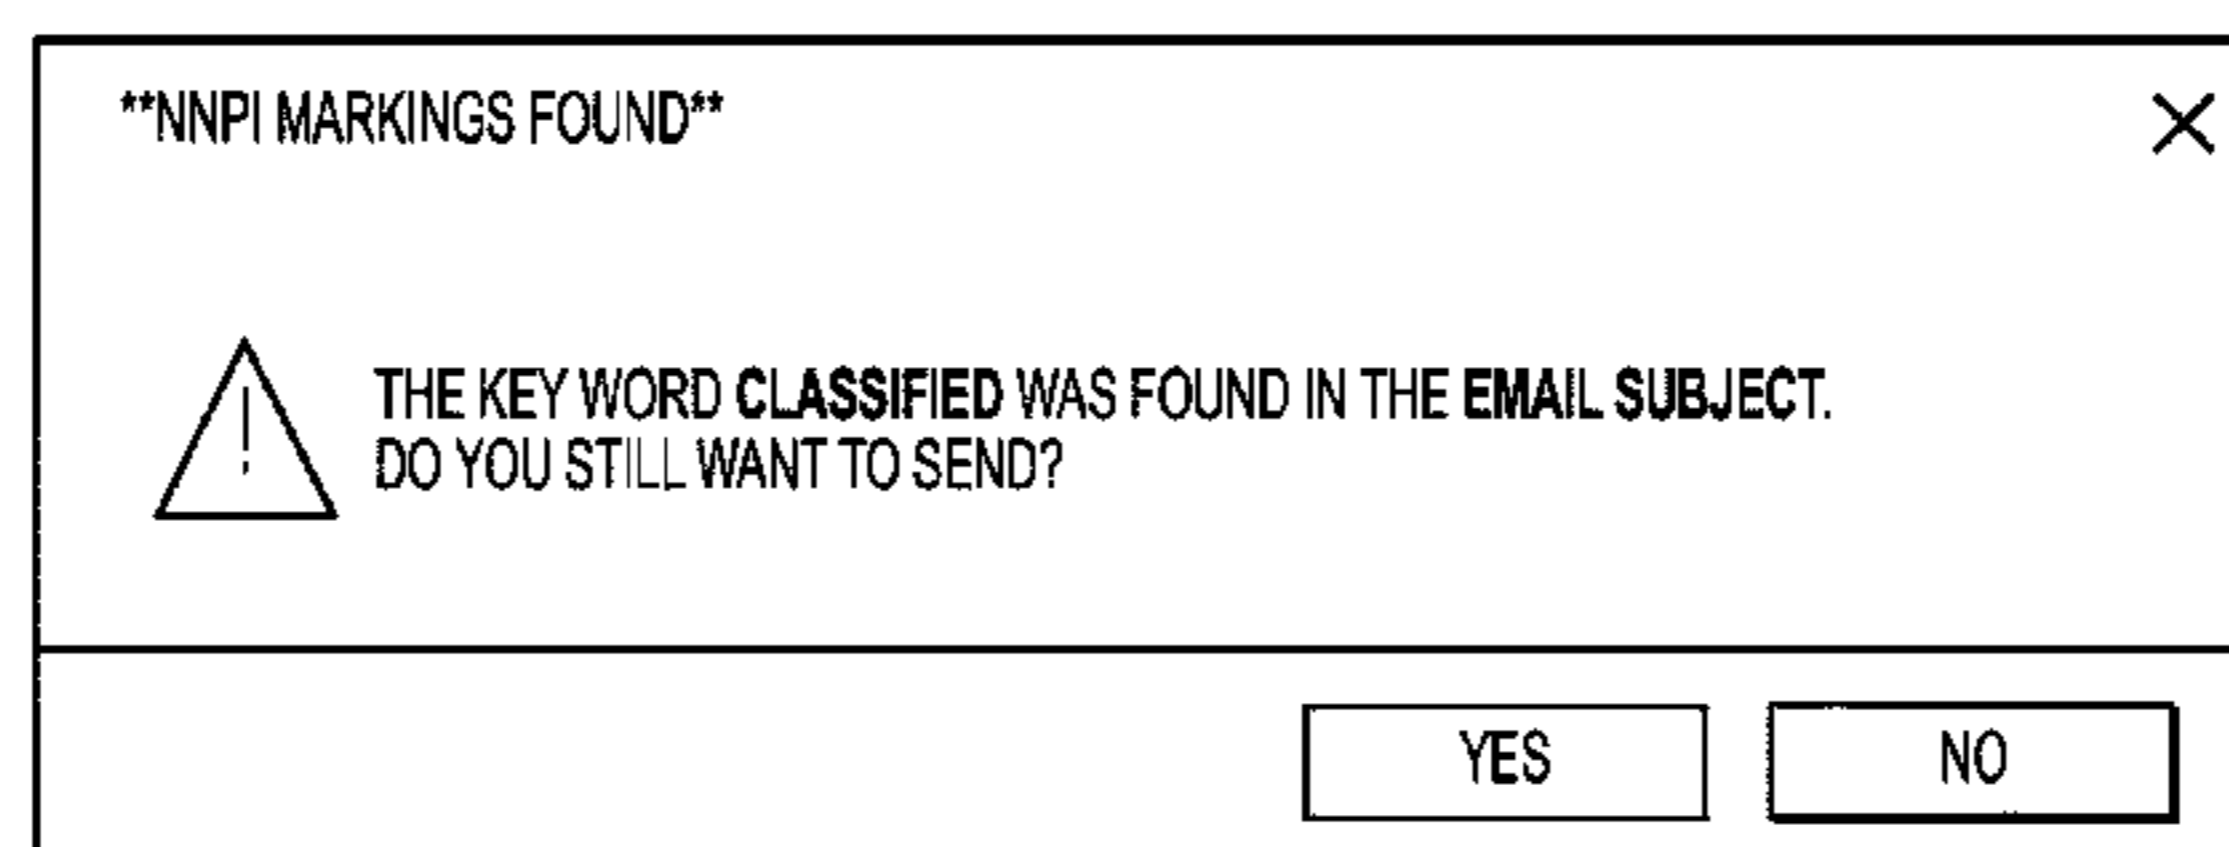 **NNPI MARKINGS FOUND**
THE KEY WORD CLASSIFIED WAS FOUND IN THE EMAIL SUBJECT.
DO YOU STILL WANT TO SEND?
YES NO